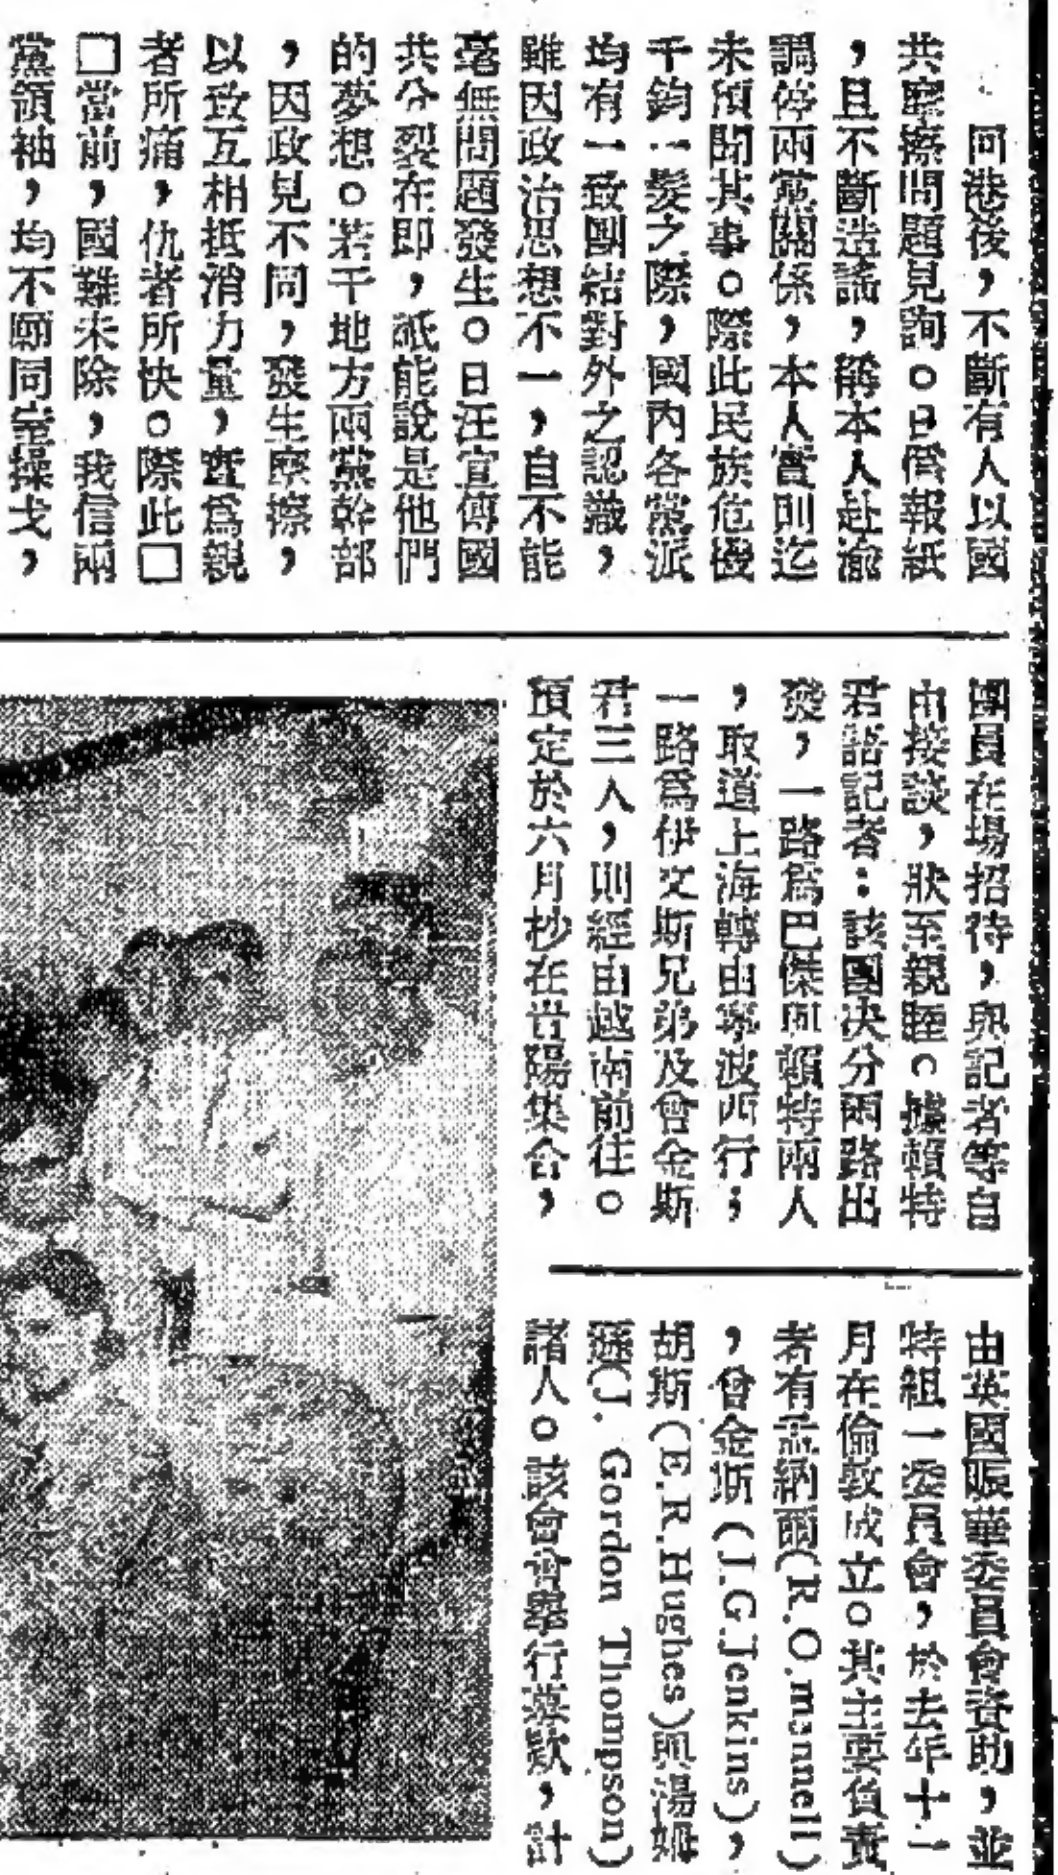 回港後，不斷有人以國
共摩擦問題見詢。日僞報紙
，且不斷造謠，稱本人赴渝
調停兩黨關係，本人實則迄
未預聞其事。際此民族危機
千鈞一髮之際，國內各黨派
均有一致團結對外之認識，
雖因政治思想不一，自不能
毫無問題發生。日汪宣傳國
共分裂在即，祇能說是他們
的夢想。若干地方兩黨幹部
，因政見不同，發生摩擦，
以致互相抵消力量，實爲親
者所痛，仇者所快。際此□
□當前，國難未除，我信兩
黨領袖，均不願同室操戈，
團員在場招待，與記者等自
由接談，狀至親睦。據賴特
君語記者：該團決分兩路出
發，一路爲巴傑與賴特兩人
，取道上海轉由寧波西行；
一路爲伊文斯兄弟及曾金斯
君三人，則經由越南前往。
預定於六月杪在貴陽集合，
由英國賑華委員會資助，並
特組一委員會，於去年十一
月在倫敦成立。其主要負責
者有孟納爾(R.O.mennell)
，曾金斯(J.G.Jenkins)，
胡斯(E.R.Hughes)與湯姆
遜(J. Gordon Thompson)
諸人。該會曾舉行募款，計